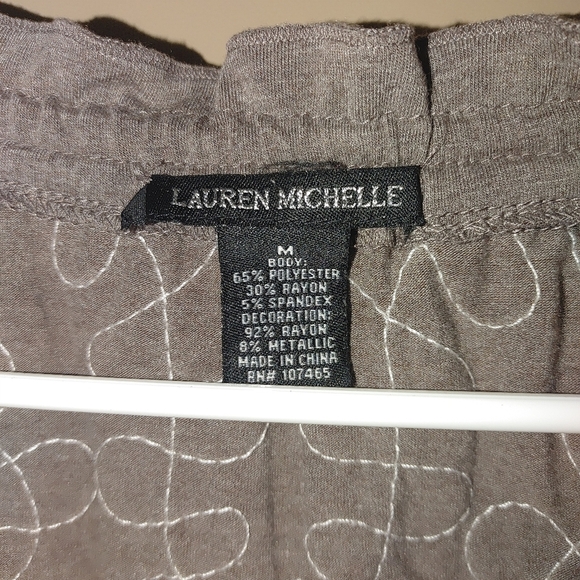 LAUREN MICHELLE
M
BODY:
65% POLYESTER
30% RAYON
5% SPANDEX
DECORATION:
92% RAYON
8% METALLIC
MADE IN CHINA
RN# 107465